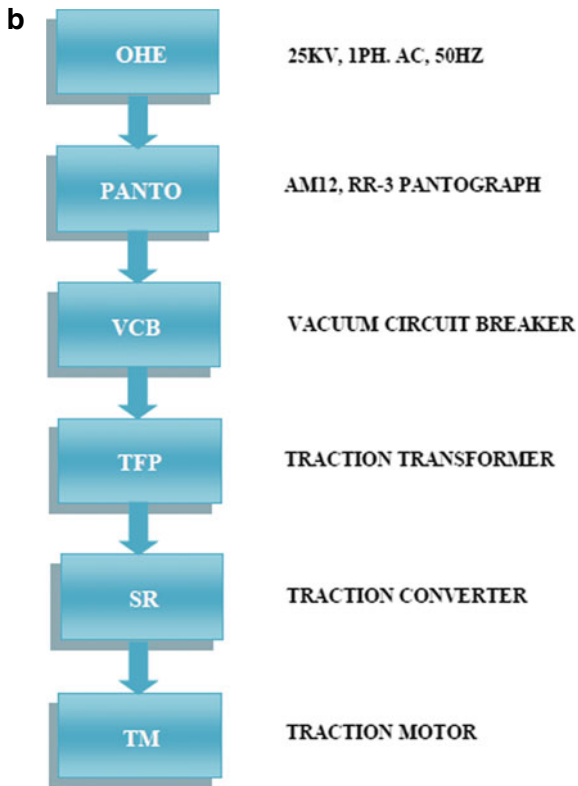 b
OHE 25KV, 1PH. AC, 50HZ
PANTO AM12, RR-3 PANTOGRAPH
VCB VACUUM CIRCUIT BREAKER
TFP TRACTION TRANSFORMER
SR TRACTION CONVERTER
TM TRACTION MOTOR